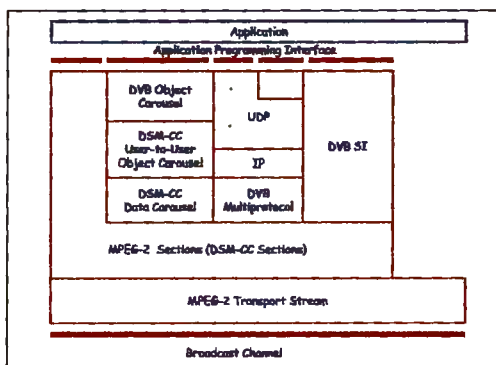 Application
Application Programming Interface
DVB Object
Carousel
DSM-CC
User-to-User
Object Carousel
DSM-CC
Data Carousel
UDP
IP
DVB
Multiprotocol
DVB SI
MPEG-2 Sections (DSM-CC Sections)
MPEG-2 Transport Stream
Broadcast Channel